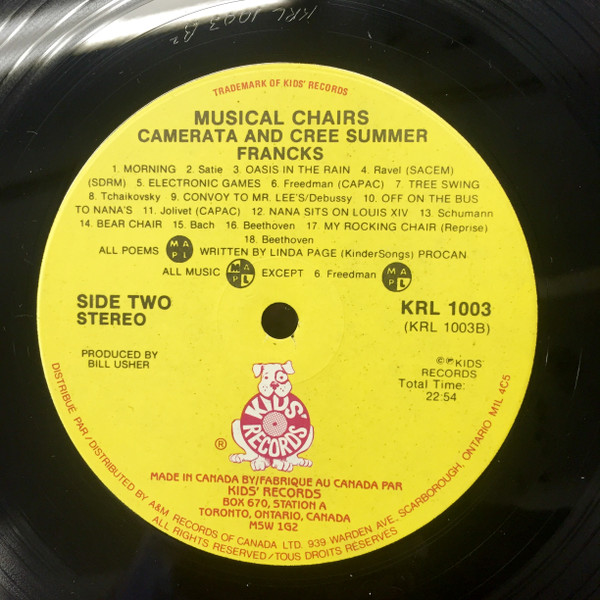 KRL 1003 B2
TRADEMARK OF KIDS' RECORDS
MUSICAL CHAIRS
CAMERATA AND CREE SUMMER
FRANCKS
1. MORNING 2. Satie 3. OASIS IN THE RAIN 4. Ravel (SACEM)
(SDRM) 5. ELECTRONIC GAMES 6. Freedman (CAPAC) 7. TREE SWING
8. Tchaikovsky 9. CONVOY TO MR. LEE'S/Debussy 10. OFF ON THE BUS
TO NANA'S 11. Jolivet (CAPAC) 12. NANA SITS ON LOUIS XIV 13. Schumann
14. BEAR CHAIR 15. Bach 16. Beethoven 17. MY ROCKING CHAIR (Reprise)
18. Beethoven
ALL POEMS MAPL WRITTEN BY LINDA PAGE (KinderSongs) PROCAN
ALL MUSIC MAPL EXCEPT 6. Freedman MAPL
SIDE TWO
STEREO
KRL 1003
(KRL 1003B)
PRODUCED BY
BILL USHER
©℗KIDS'
RECORDS
Total Time:
22:54
KIDS'
RECORDS
®
MADE IN CANADA BY/FABRIQUE AU CANADA PAR
KIDS' RECORDS
BOX 670, STATION A
TORONTO, ONTARIO, CANADA
M5W 1G2
DISTRIBUE PAR/DISTRIBUTED BY A&M RECORDS OF CANADA LTD. 939 WARDEN AVE. SCARBOROUGH, ONTARIO M1L 4C5
ALL RIGHTS RESERVED/TOUS DROITS RESERVÉS